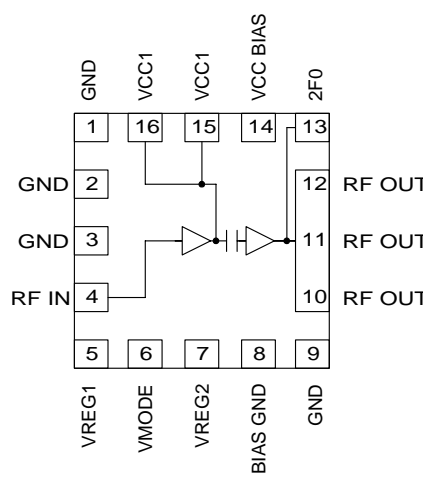 GND
VCC1
VCC1
VCC BIAS
2F0
1
16
15
14
13
GND 2
12 RF OUT
GND 3
11 RF OUT
RF IN 4
10 RF OUT
5
6
7
8
9
VREG1
VMODE
VREG2
BIAS GND
GND